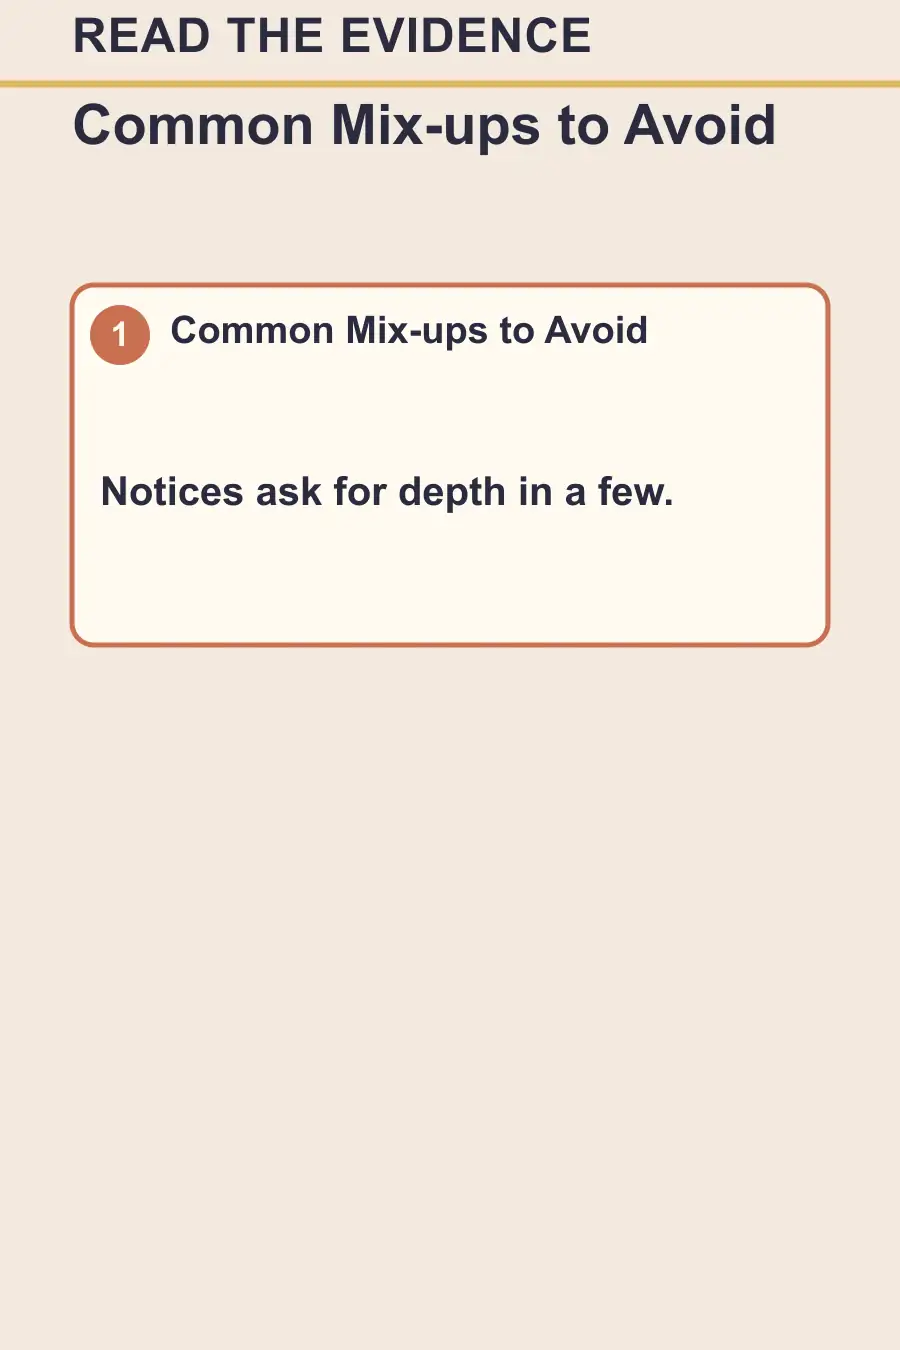 READ THE EVIDENCE
Common Mix-ups to Avoid
1 Common Mix-ups to Avoid
Notices ask for depth in a few.